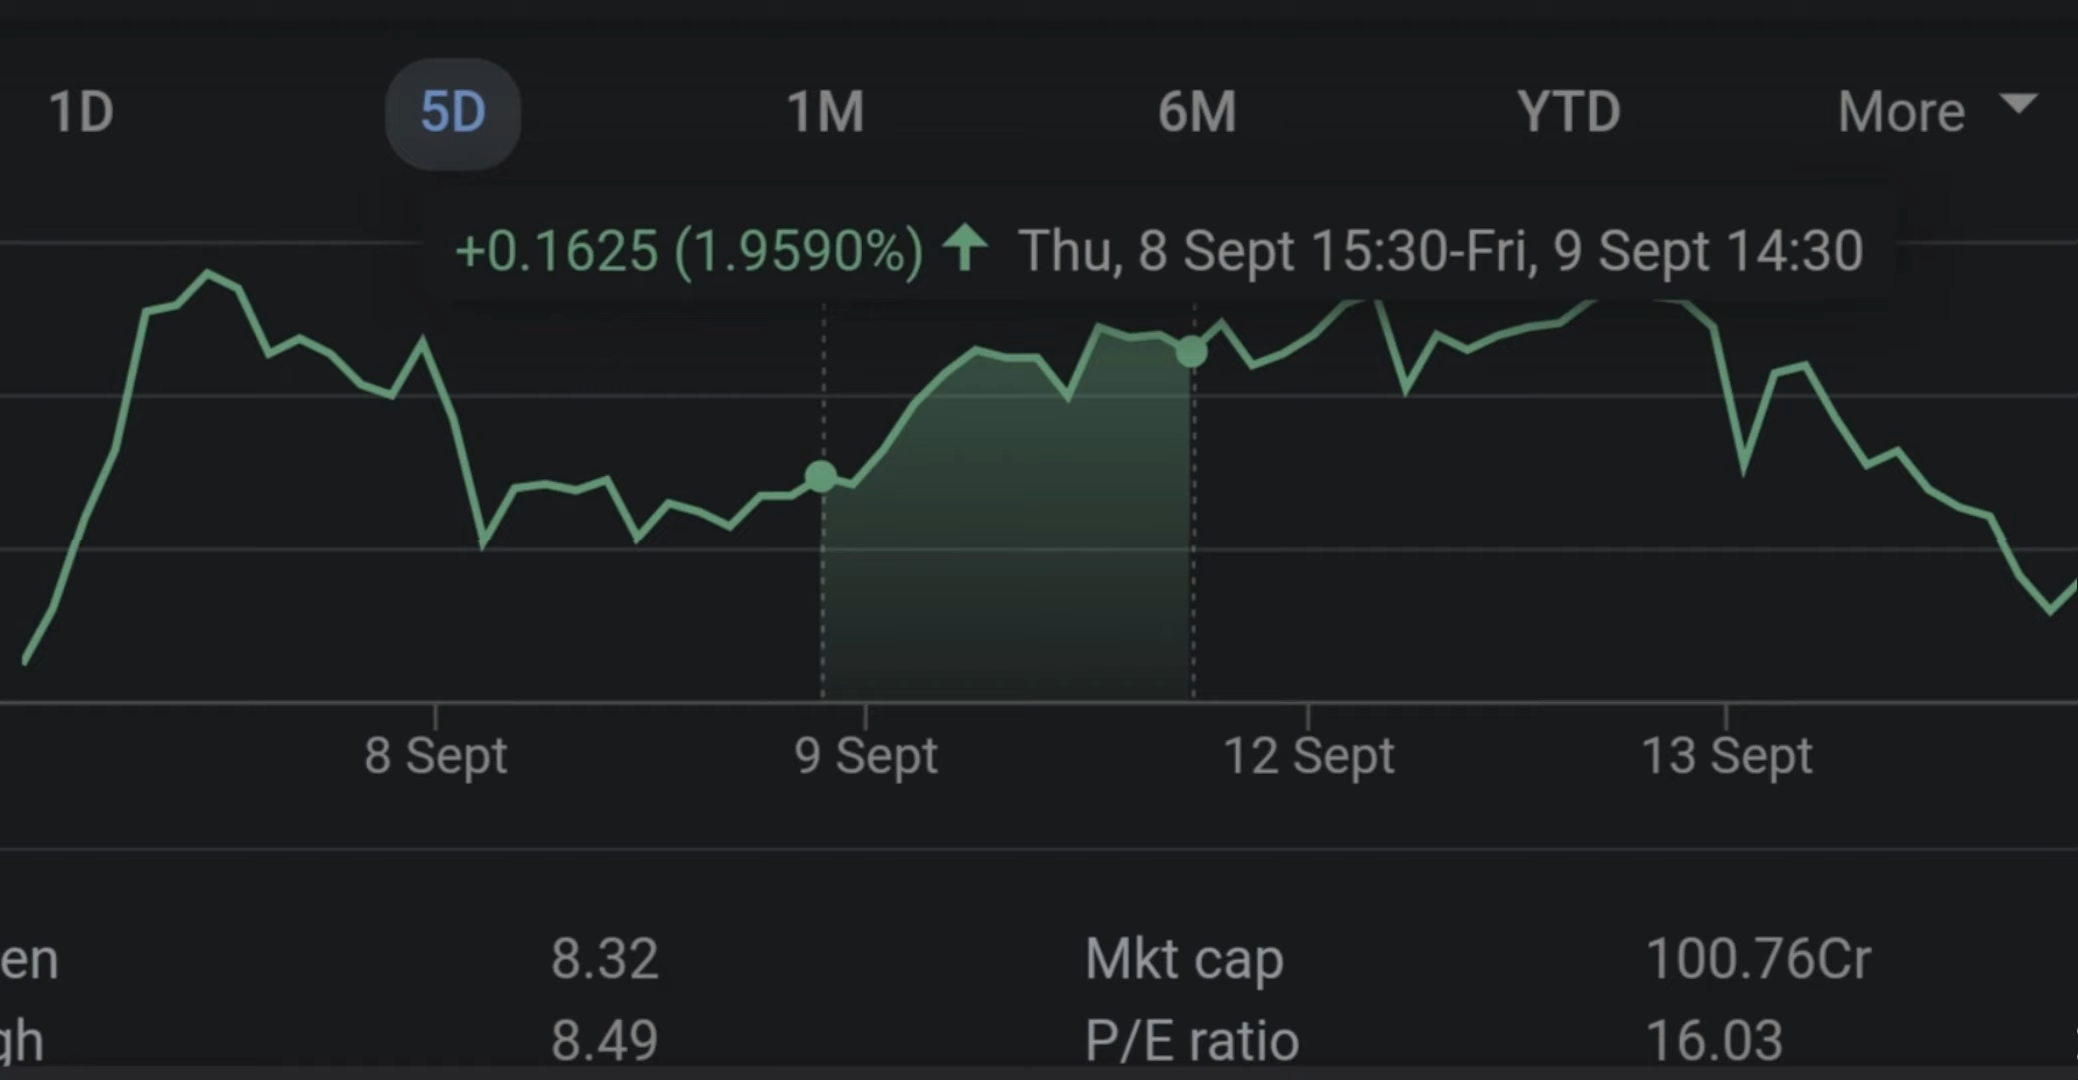 1D 5D 1M 6M YTD More
+0.1625 (1.9590%) Thu, 8 Sept 15:30-Fri, 9 Sept 14:30
8 Sept 9 Sept 12 Sept 13 Sept
en 8.32 Mkt cap 100.76Cr
gh 8.49 P/E ratio 16.03